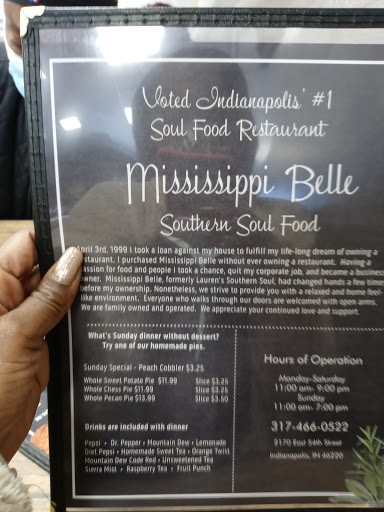 Voted Indianapolis' #1
Soul Food Restaurant
Mississippi Belle
Southern Soul Food
April 3rd, 1999 I took a loan against my house to fulfill my life-long dream of owning a
staurant. I purchased Mississippi Belle without ever owning a restaurant. Having a
assion for food and people I took a chance, quit my corporate job, and became a business
wner. Mississippi Belle, formerly Lauren's Southern Soul, had changed hands a few times
efore my ownership. Nonetheless, we strive to provide you with a relaxed and home feel-
like environment. Everyone who walks through our doors are welcomed with open arms.
We are family owned and operated. We appreciate your continued love and support.
What's Sunday dinner without dessert?
Try one of our homemade pies.
Sunday Special - Peach Cobbler $3.25
Whole Sweet Potato Pie $11.99 Slice $3.25
Whole Chess Pie $11.99 Slice $3.25
Whole Pecan Pie $13.99 Slice $3.50
Drinks are included with dinner
Pepsi • Dr. Pepper • Mountain Dew • Lemonade
Diet Pepsi • Homemade Sweet Tea • Orange Twist
Mountain Dew Code Red • Unsweetened Tea
Sierra Mist • Raspberry Tea • Fruit Punch
Hours of Operation
Monday-Saturday
11:00 am- 9:00 pm
Sunday
11:00 am- 7:00 pm
317-466-0522
2170 East 54th Street
Indianapolis, IN 46220